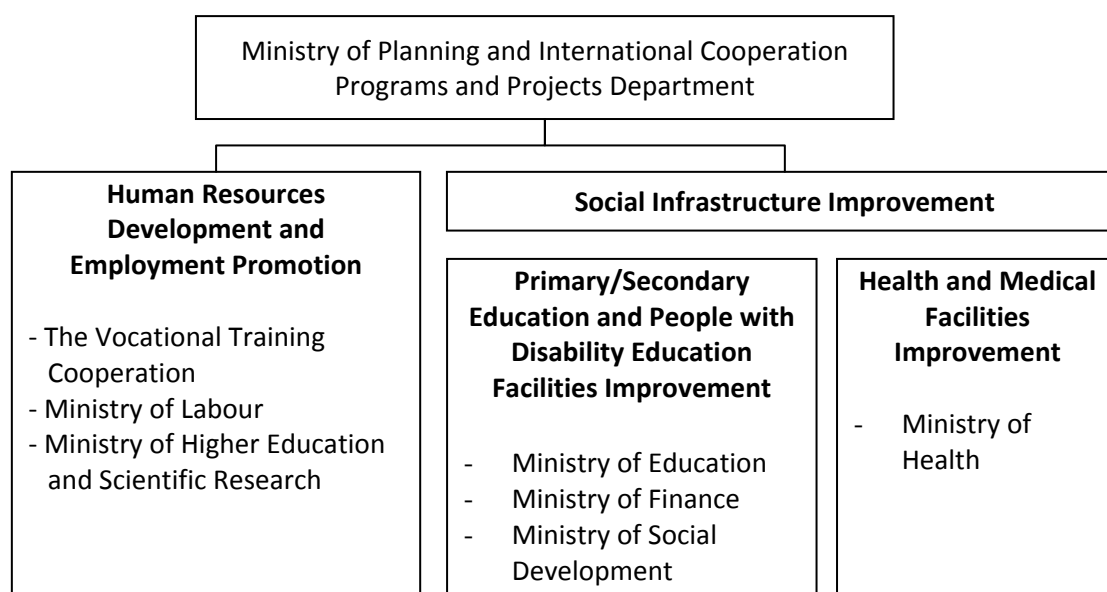 Ministry of Planning and International Cooperation
Programs and Projects Department
Human Resources
Development and
Employment Promotion
- The Vocational Training
Cooperation
- Ministry of Labour
- Ministry of Higher Education
and Scientific Research
Social Infrastructure Improvement
Primary/Secondary
Education and People with
Disability Education
Facilities Improvement
- Ministry of Education
- Ministry of Finance
- Ministry of Social
Development
Health and Medical
Facilities
Improvement
- Ministry of
Health